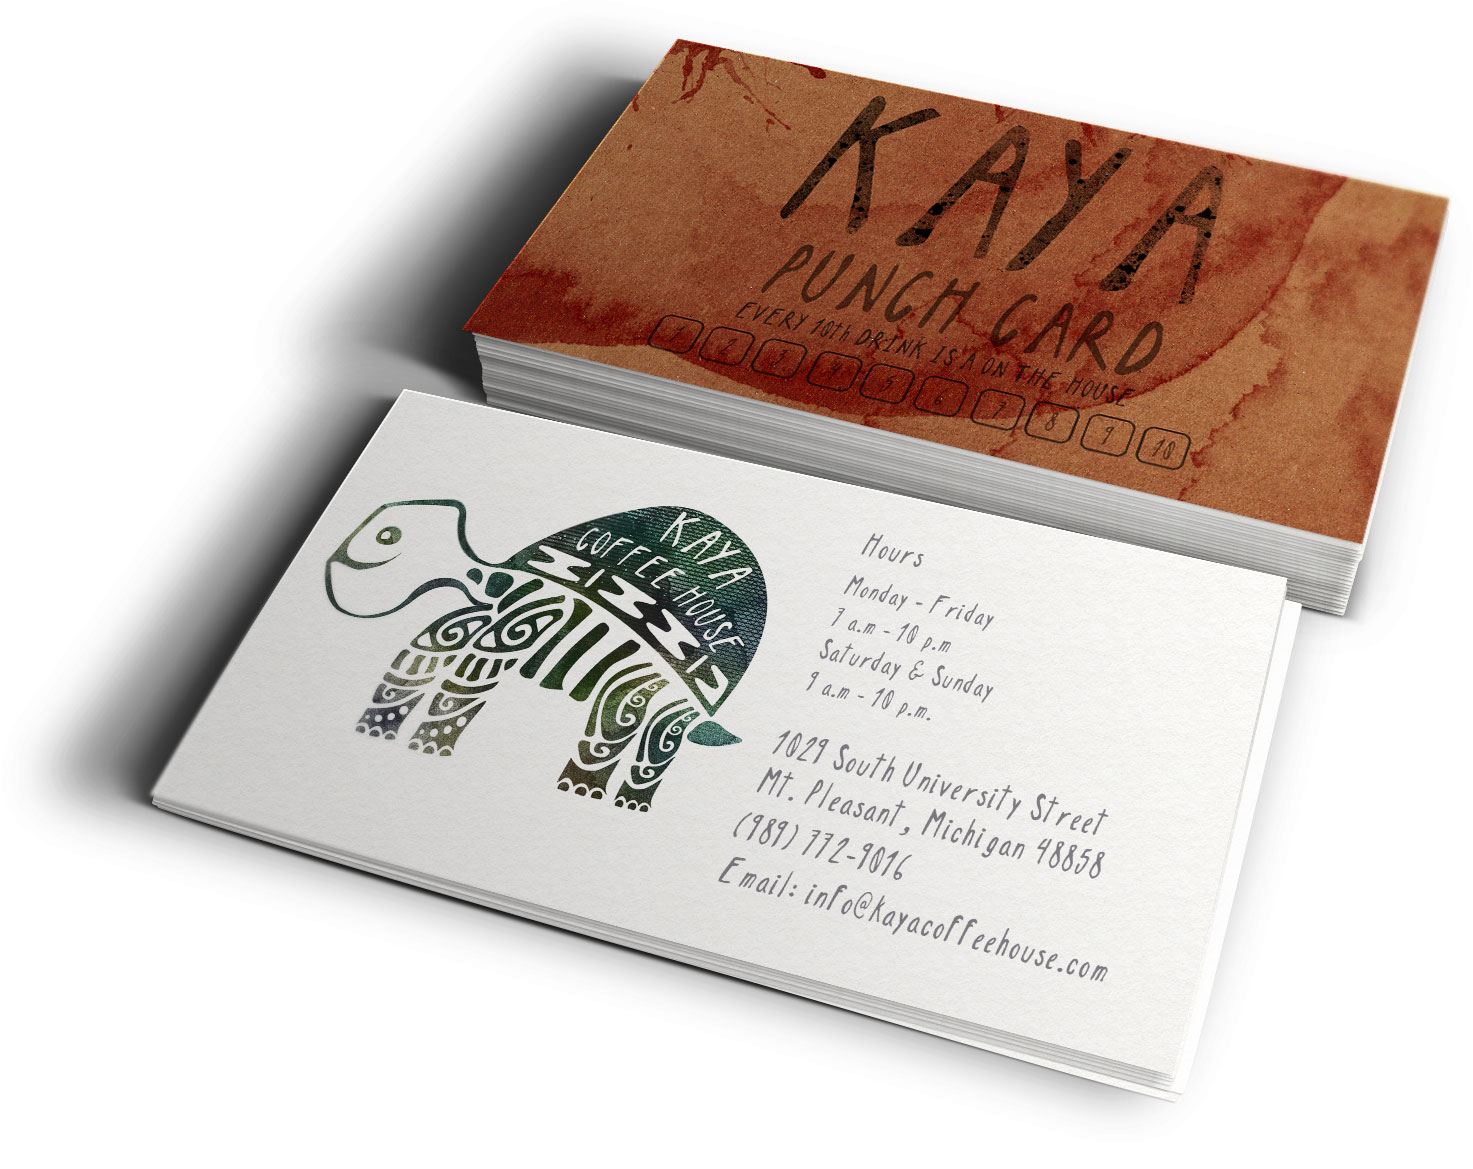 KAYA
PUNCH CARD
EVERY 10th DRINK IS A ON THE HOUSE
1 2 3 4 5 6 7 8 9 10
KAYA
COFFEE HOUSE
Hours
Monday - Friday
7 a.m - 10 p.m
Saturday & Sunday
9 a.m - 10 p.m.
1029 South University Street
Mt. Pleasant, Michigan 48858
(989) 772-9016
Email: info@kayacoffeehouse.com